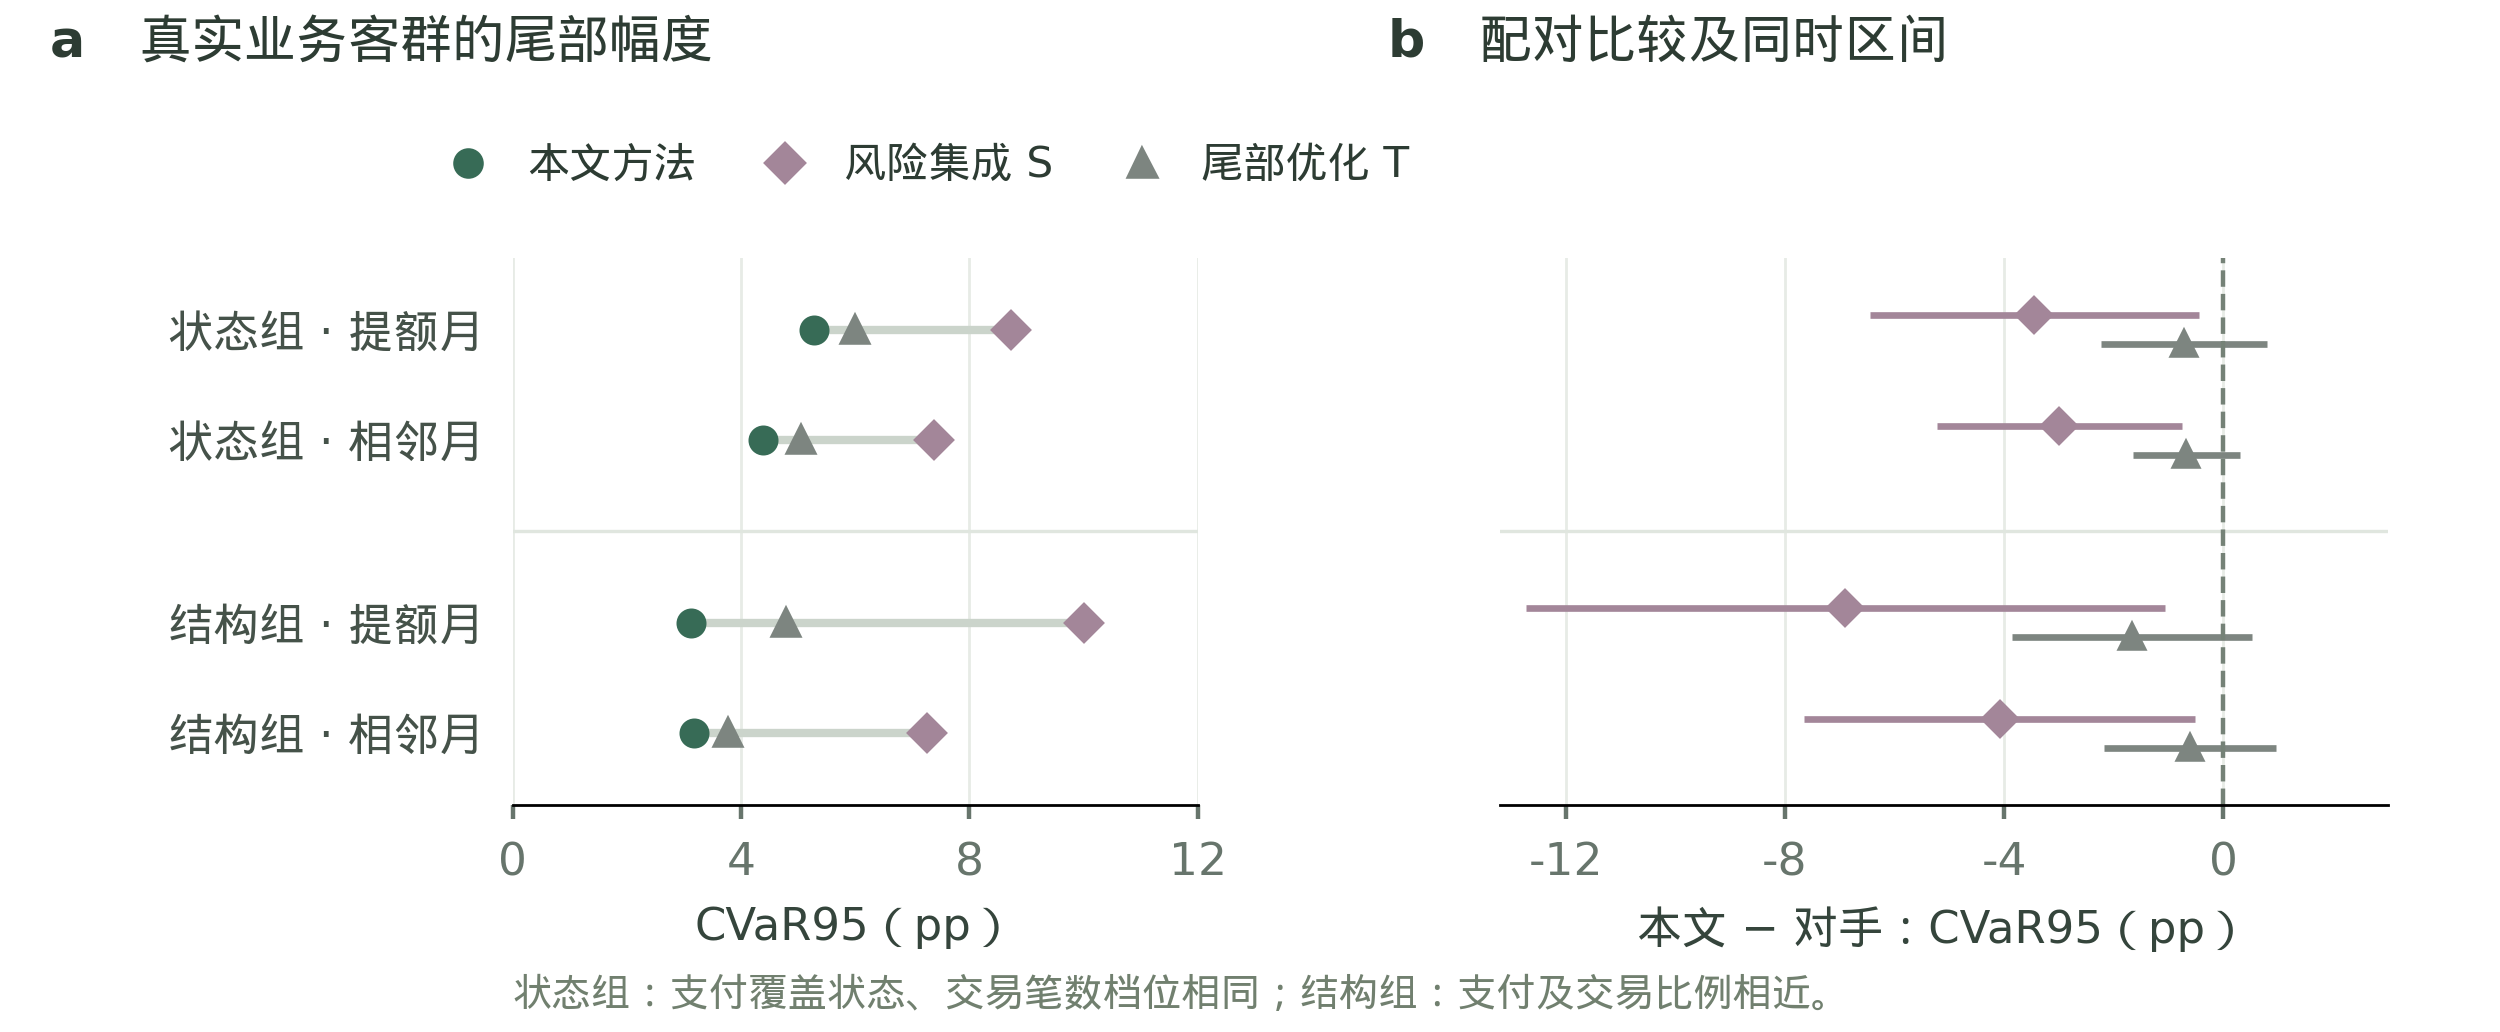 a 真实业务客群的尾部幅度
b 配对比较及同时区间
本文方法 风险集成 S 尾部优化 T
状态组 · 提额月
状态组 · 相邻月
结构组 · 提额月
结构组 · 相邻月
0 4 8 12
CVaR95（pp）
-12 -8 -4 0
本文 − 对手：CVaR95（pp）
状态组：支付覆盖状态、交易笔数档位相同；结构组：支付及交易比例相近。